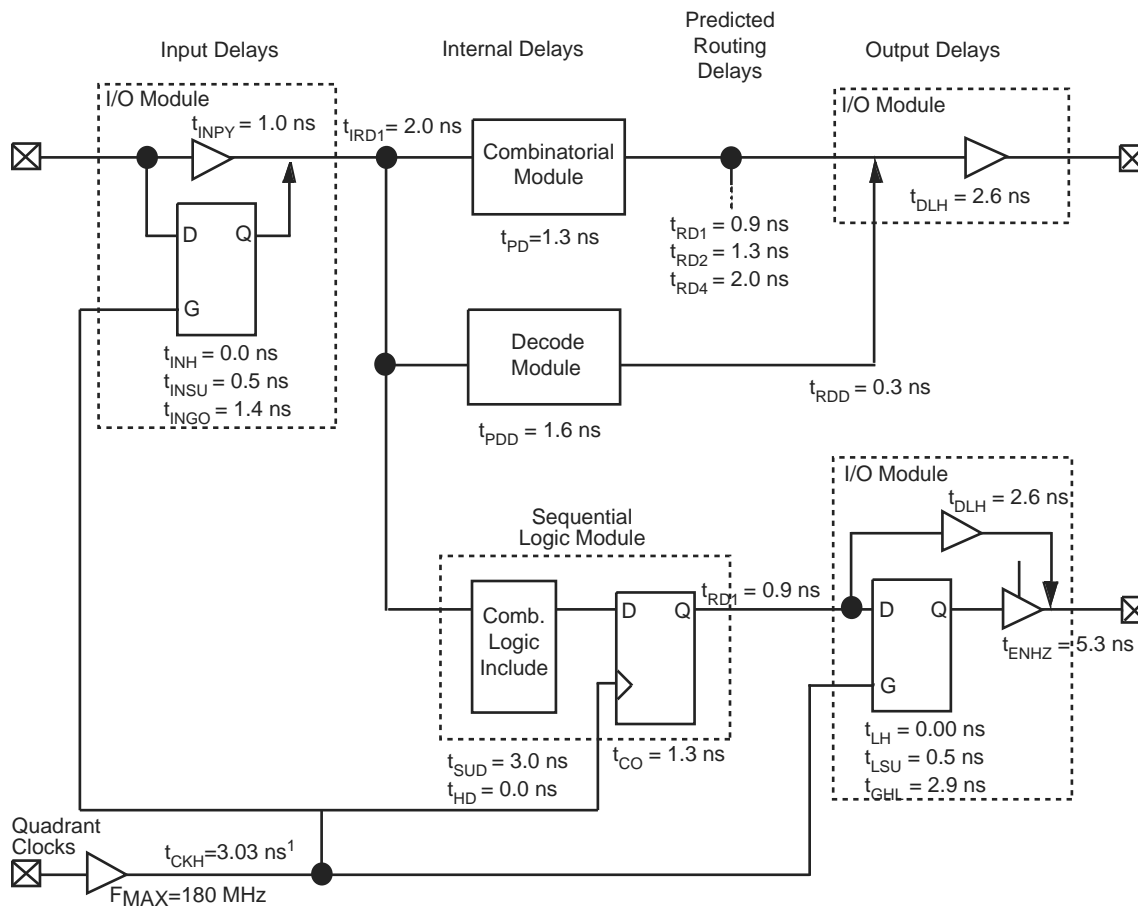 Input Delays
Internal Delays
Predicted
Routing
Delays
Output Delays
I/O Module
t_INPY = 1.0 ns
t_IRD1 = 2.0 ns
Combinatorial
Module
t_PD=1.3 ns
t_RD1 = 0.9 ns
t_RD2 = 1.3 ns
t_RD4 = 2.0 ns
I/O Module
t_DLH = 2.6 ns
D
Q
G
t_INH = 0.0 ns
t_INSU = 0.5 ns
t_INGO = 1.4 ns
Decode
Module
t_PDD = 1.6 ns
t_RDD = 0.3 ns
Sequential
Logic Module
Comb.
Logic
Include
D
Q
t_SUD = 3.0 ns
t_HD = 0.0 ns
t_CO = 1.3 ns
t_RD1 = 0.9 ns
I/O Module
t_DLH = 2.6 ns
D
Q
G
t_ENHZ = 5.3 ns
t_LH = 0.00 ns
t_LSU = 0.5 ns
t_GHL = 2.9 ns
Quadrant
Clocks
t_CKH=3.03 ns¹
F_MAX=180 MHz